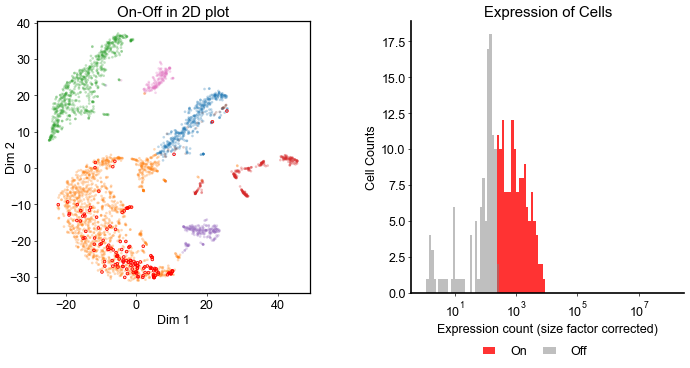 On-Off in 2D plot
40
30
20
10
0
−10
−20
−30
Dim 2
−20 0 20 40
Dim 1
Expression of Cells
17.5
15.0
12.5
10.0
7.5
5.0
2.5
0.0
Cell Counts
10¹ 10³ 10⁵ 10⁷
Expression count (size factor corrected)
On Off